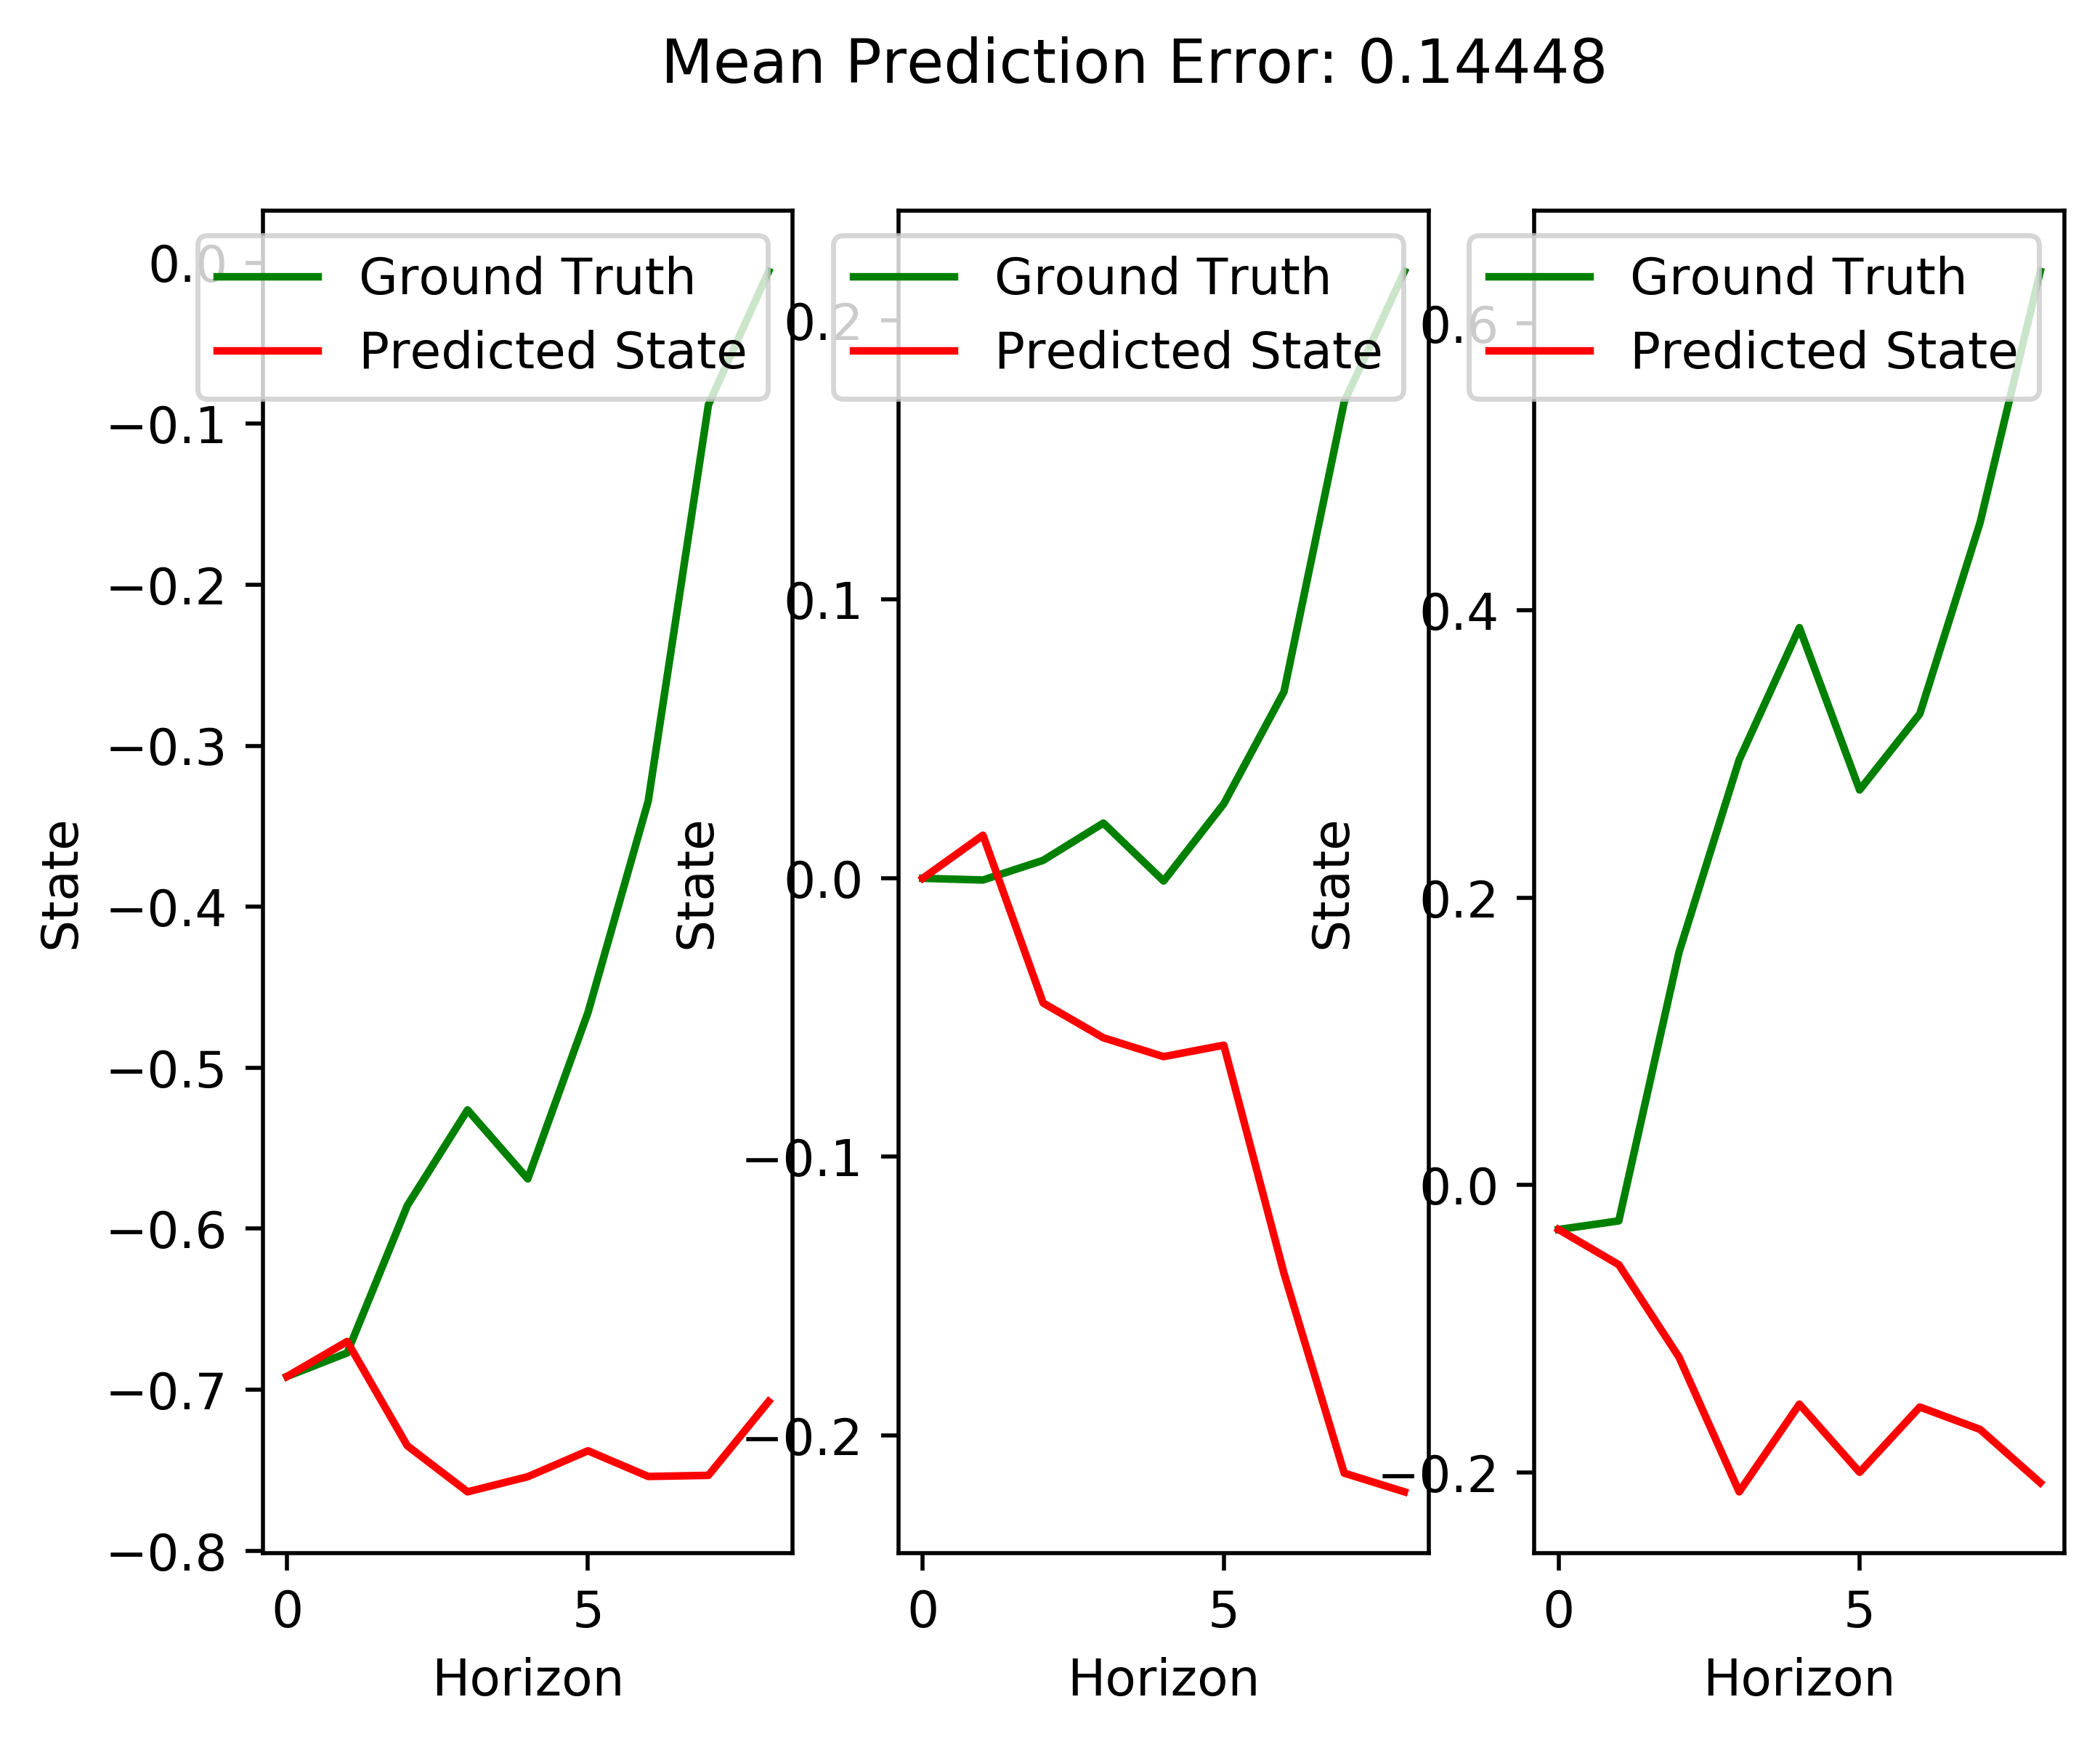 Mean Prediction Error: 0.14448
Ground Truth
Predicted State
0.0
−0.1
−0.2
−0.3
−0.4
−0.5
−0.6
−0.7
−0.8
State
0
5
Horizon
Ground Truth
Predicted State
0.2
0.1
0.0
−0.1
−0.2
State
0
5
Horizon
Ground Truth
Predicted State
0.6
0.4
0.2
0.0
−0.2
State
0
5
Horizon